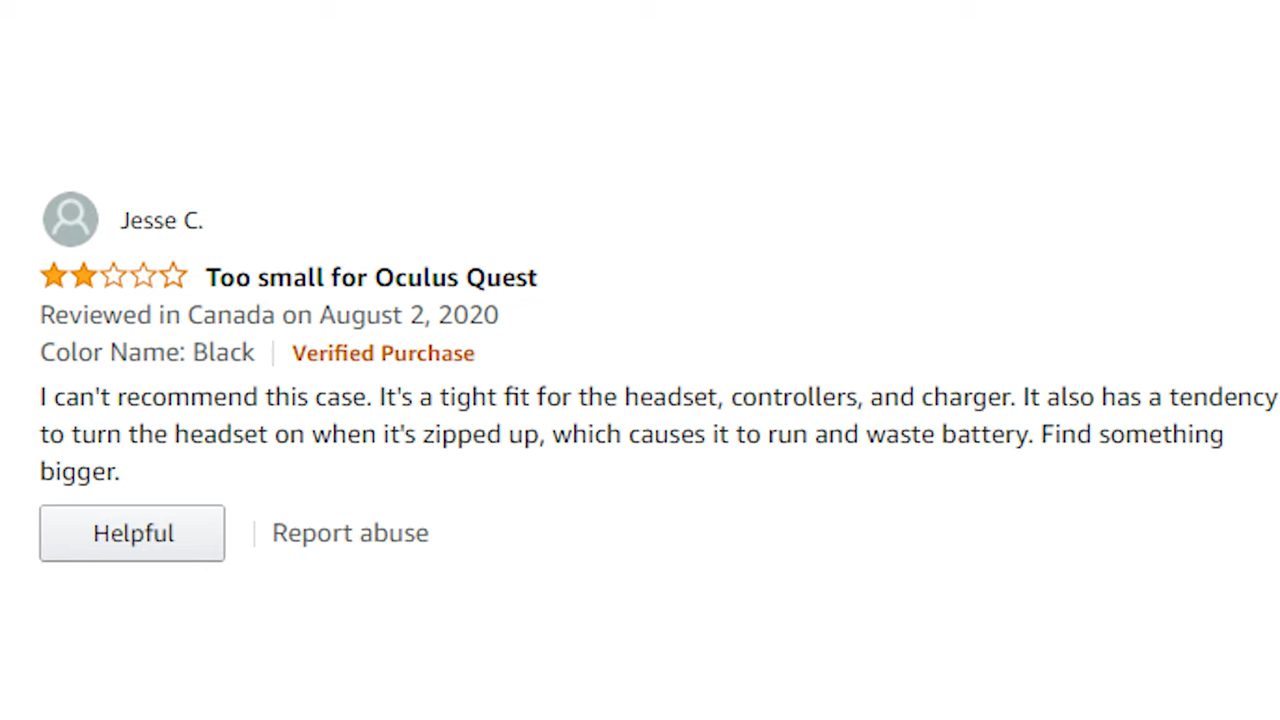 Jesse C.
Too small for Oculus Quest
Reviewed in Canada on August 2, 2020
Color Name: Black | Verified Purchase
I can't recommend this case. It's a tight fit for the headset, controllers, and charger. It also has a tendency
to turn the headset on when it's zipped up, which causes it to run and waste battery. Find something
bigger.
Helpful | Report abuse